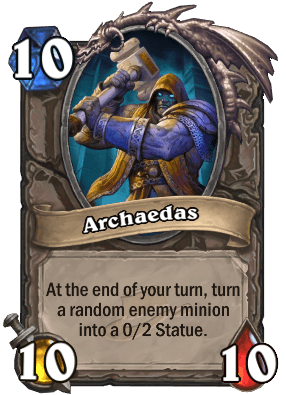 10
Archaedas
At the end of your turn, turn
a random enemy minion
into a 0/2 Statue.
10
10